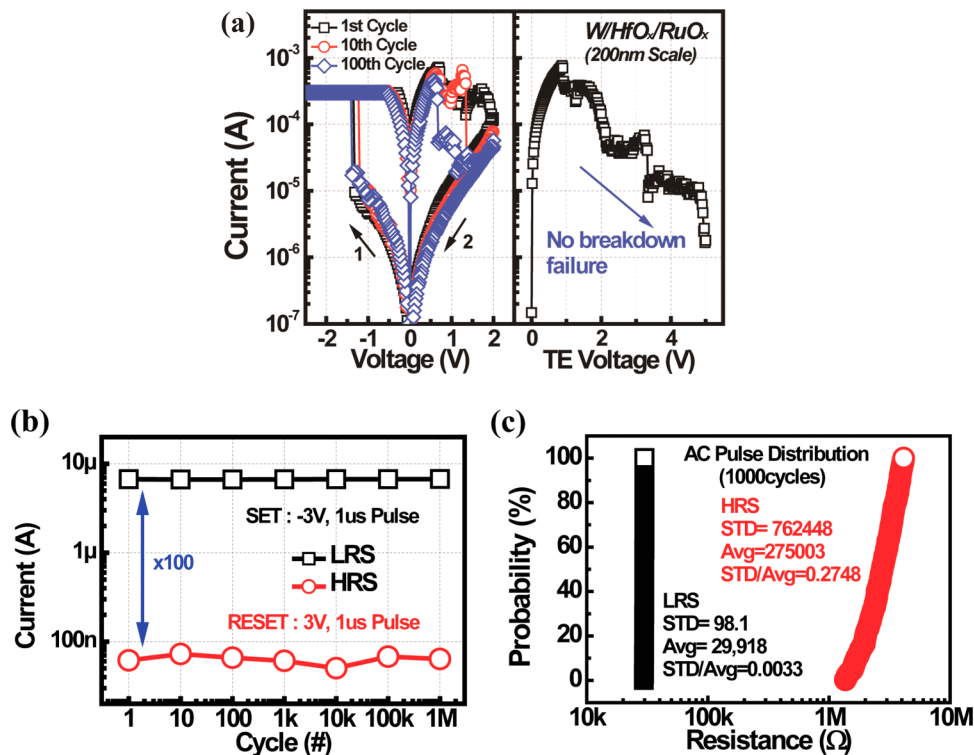 (a)
1st Cycle
10th Cycle
100th Cycle
W/HfOₓ/RuOₓ
(200nm Scale)
10⁻³
10⁻⁴
10⁻⁵
10⁻⁶
10⁻⁷
Current (A)
1
2
No breakdown
failure
-2 -1 0 1 2
0 2 4
Voltage (V)
TE Voltage (V)
(b)
10µ
1µ
100n
Current (A)
SET : -3V, 1us Pulse
x100
LRS
HRS
RESET : 3V, 1us Pulse
1 10 100 1k 10k 100k 1M
Cycle (#)
(c)
100
80
60
40
20
0
Probability (%)
AC Pulse Distribution
(1000cycles)
HRS
STD= 762448
Avg=275003
STD/Avg=0.2748
LRS
STD= 98.1
Avg= 29,918
STD/Avg=0.0033
10k 100k 1M 10M
Resistance (Ω)